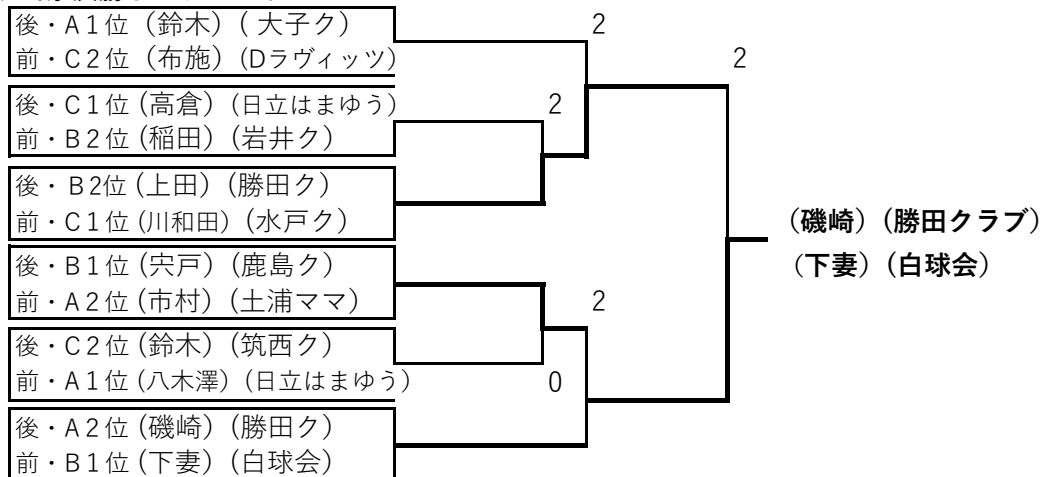 後・A1位（鈴木）( 大子ク）
2
前・C2位（布施）(Dラヴィッツ)
2
後・C1位 (高倉）(日立はまゆう）
2
前・B2位 (稲田）(岩井ク）
後・B2位 (上田）(勝田ク）
前・C1位 (川和田）(水戸ク）
（磯崎）(勝田クラブ）
後・B1位 (宍戸）(鹿島ク）
（下妻）(白球会）
前・A2位 (市村）(土浦ママ）
2
後・C2位 (鈴木）(筑西ク）
前・A1位 (八木澤）(日立はまゆう）
0
後・A2位 (磯崎）(勝田ク）
前・B1位 (下妻）(白球会）